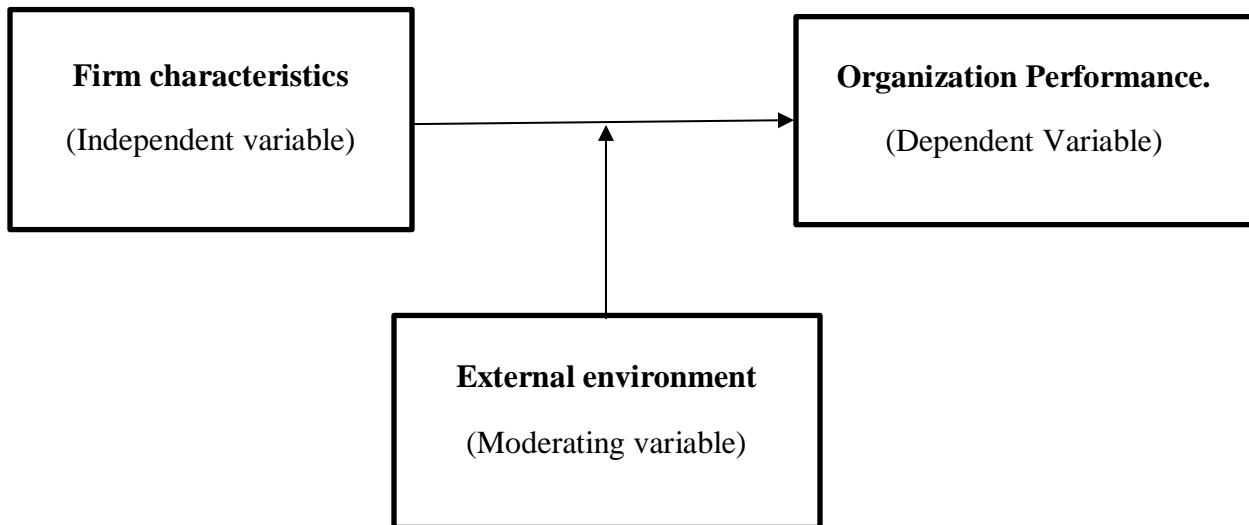 Firm characteristics
(Independent variable)
Organization Performance.
(Dependent Variable)
External environment
(Moderating variable)